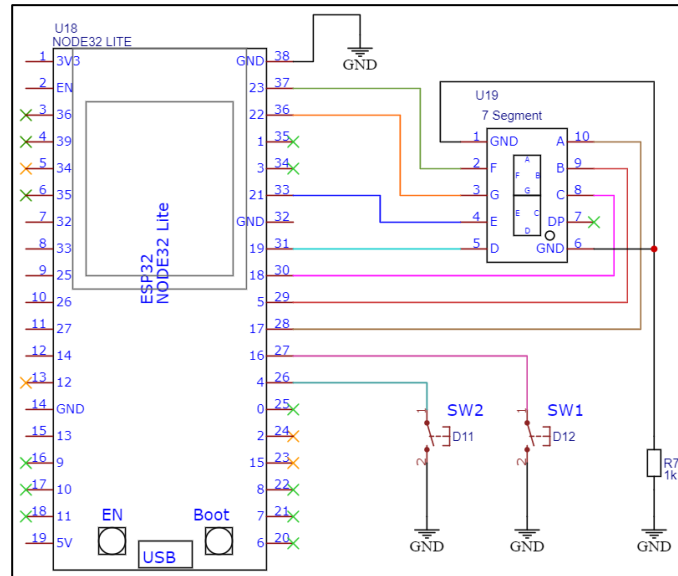 U18
NODE32 LITE
1 3V3 GND 38
GND
2 EN 23 37
3 36 22 36
4 39 1 35
5 34 3 34
6 35 21 33
7 32 GND 32
8 33 19 31
9 25 18 30
10 26 5 29
11 27 17 28
12 14 16 27
13 12 4 26
14 GND 0 25
15 13 2 24
16 9 15 23
17 10 8 22
18 11 7 21
19 5V 6 20
ESP32
NODE32 Lite
EN Boot
USB
U19
7 Segment
1 GND A 10
2 F B 9
3 G C 8
4 E DP 7
5 D GND 6
A
F B
G
E C
D
SW2
1
D11
2
GND
SW1
1
D12
2
GND
R7
1k
GND